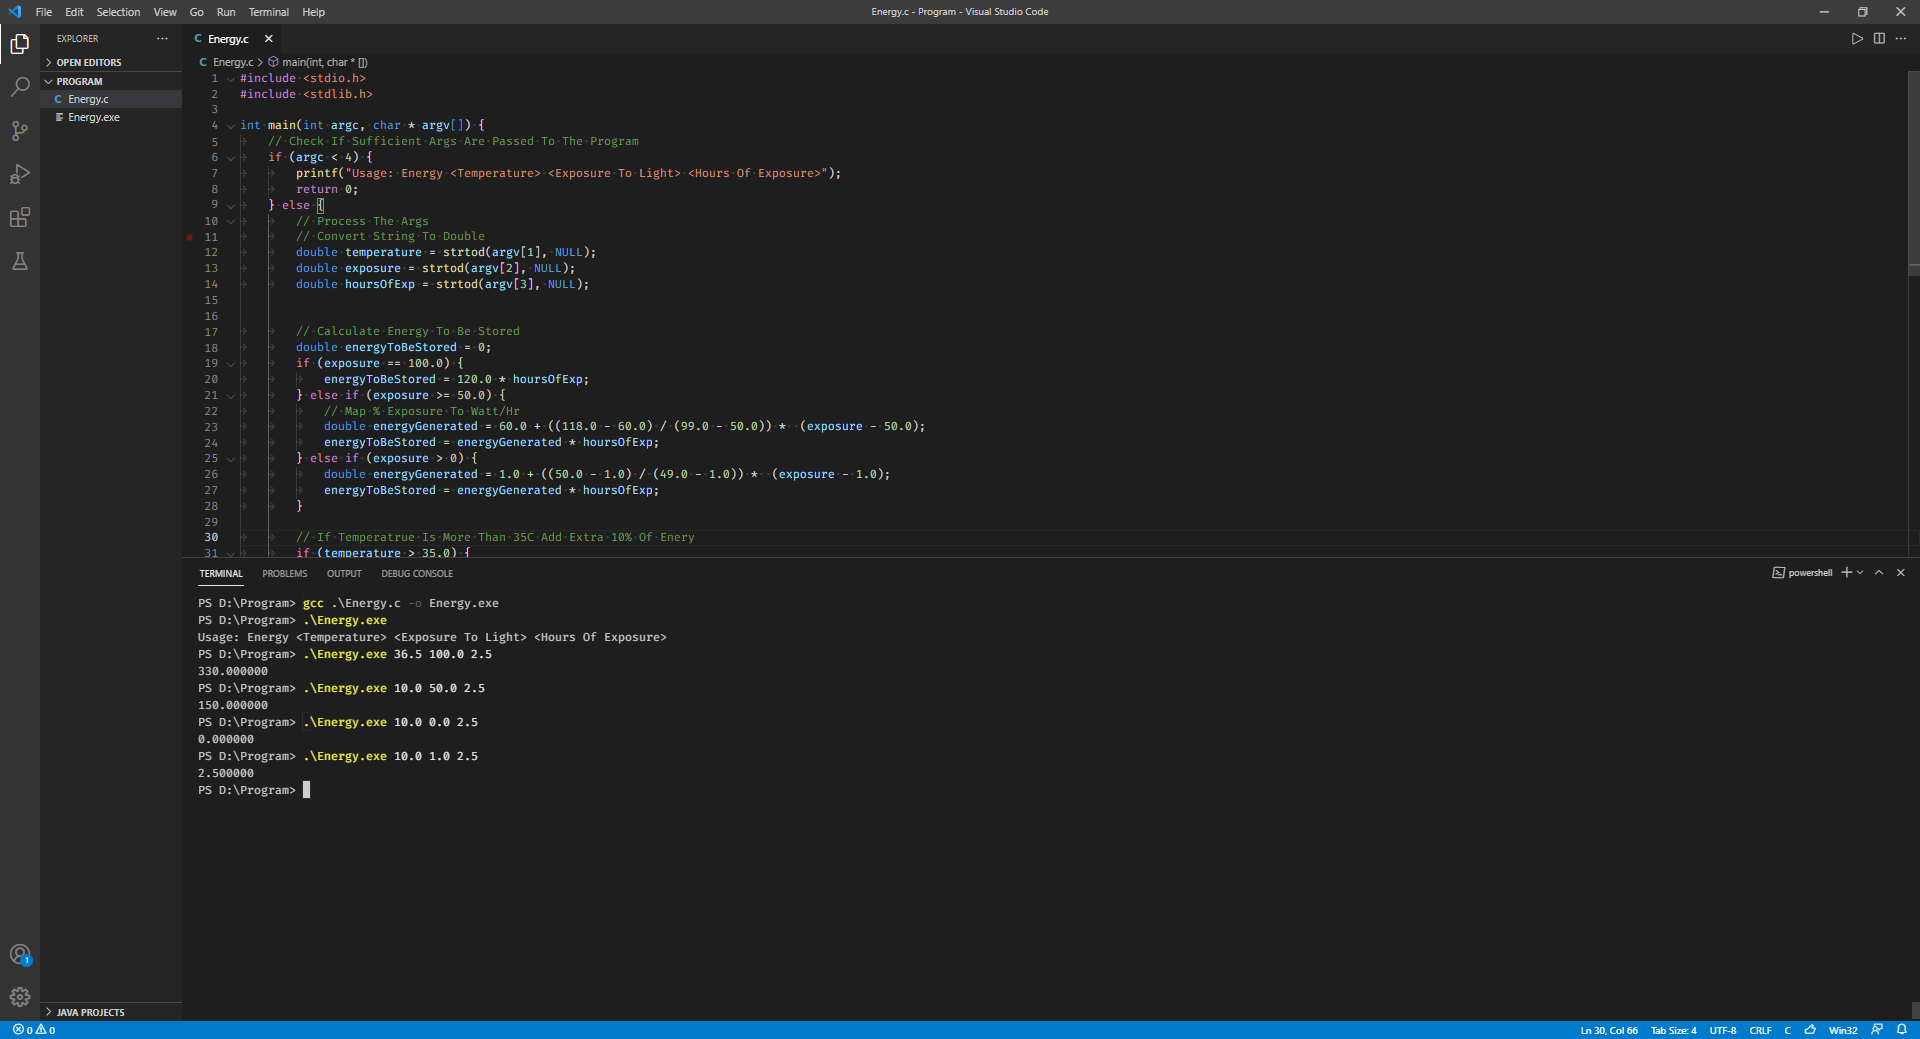 File Edit Selection View Go Run Terminal Help
Energy.c - Program - Visual Studio Code
EXPLORER
OPEN EDITORS
PROGRAM
C Energy.c
Energy.exe
JAVA PROJECTS
C Energy.c
C Energy.c > main(int, char * [])
1 #include <stdio.h>
2 #include <stdlib.h>
3
4 int main(int argc, char * argv[]) {
5 // Check If Sufficient Args Are Passed To The Program
6 if (argc < 4) {
7 printf("Usage: Energy <Temperature> <Exposure To Light> <Hours Of Exposure>");
8 return 0;
9 } else {
10 // Process The Args
11 // Convert String To Double
12 double temperature = strtod(argv[1], NULL);
13 double exposure = strtod(argv[2], NULL);
14 double hoursOfExp = strtod(argv[3], NULL);
15
16
17 // Calculate Energy To Be Stored
18 double energyToBeStored = 0;
19 if (exposure == 100.0) {
20 energyToBeStored = 120.0 * hoursOfExp;
21 } else if (exposure >= 50.0) {
22 // Map % Exposure To Watt/Hr
23 double energyGenerated = 60.0 + ((118.0 - 60.0) / (99.0 - 50.0)) * (exposure - 50.0);
24 energyToBeStored = energyGenerated * hoursOfExp;
25 } else if (exposure > 0) {
26 double energyGenerated = 1.0 + ((50.0 - 1.0) / (49.0 - 1.0)) * (exposure - 1.0);
27 energyToBeStored = energyGenerated * hoursOfExp;
28 }
29
30 // If Temperatrue Is More Than 35C Add Extra 10% Of Enery
31 if (temperature > 35.0) {
TERMINAL PROBLEMS OUTPUT DEBUG CONSOLE
powershell
PS D:\Program> gcc .\Energy.c -o Energy.exe
PS D:\Program> .\Energy.exe
Usage: Energy <Temperature> <Exposure To Light> <Hours Of Exposure>
PS D:\Program> .\Energy.exe 36.5 100.0 2.5
330.000000
PS D:\Program> .\Energy.exe 10.0 50.0 2.5
150.000000
PS D:\Program> .\Energy.exe 10.0 0.0 2.5
0.000000
PS D:\Program> .\Energy.exe 10.0 1.0 2.5
2.500000
PS D:\Program>
1
0 0
Ln 30, Col 66 Tab Size: 4 UTF-8 CRLF C Win32